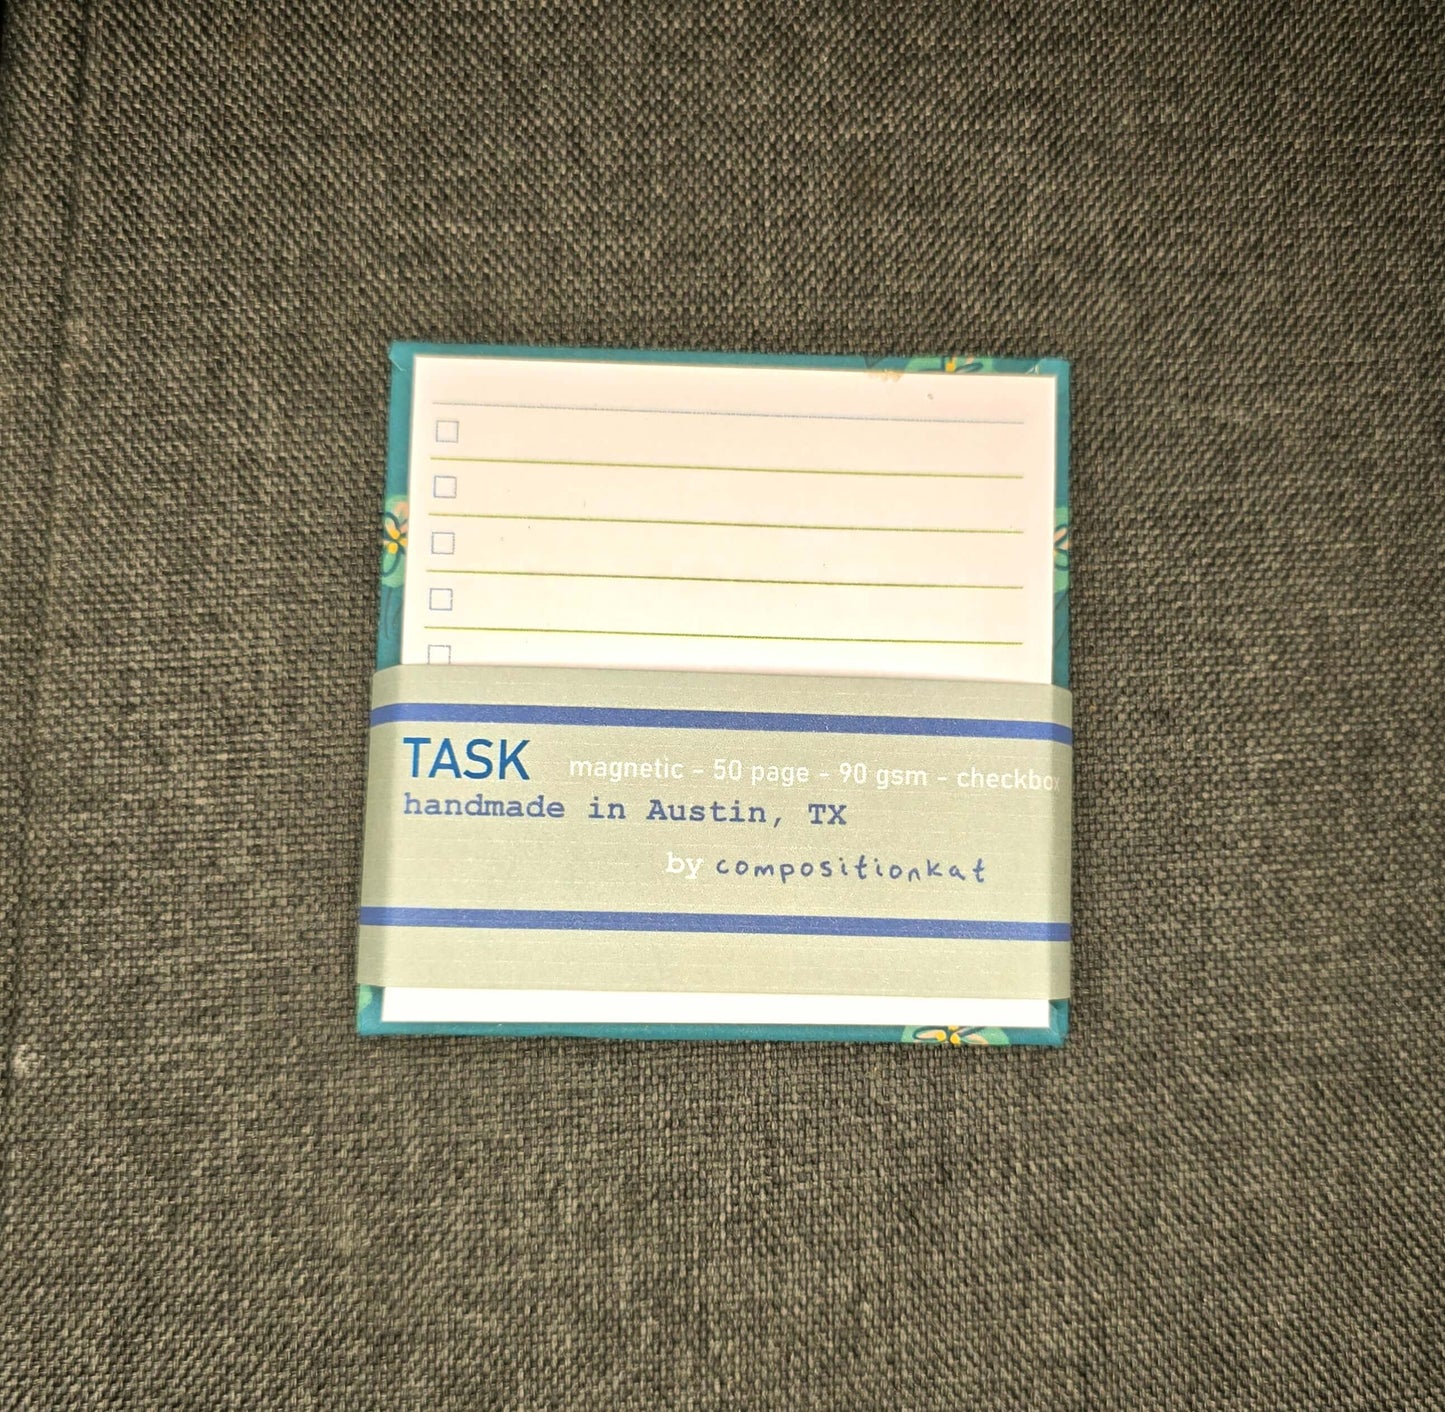 TASK magnetic - 50 page - 90 gsm - checkbox
handmade in Austin, TX
by compositionkat